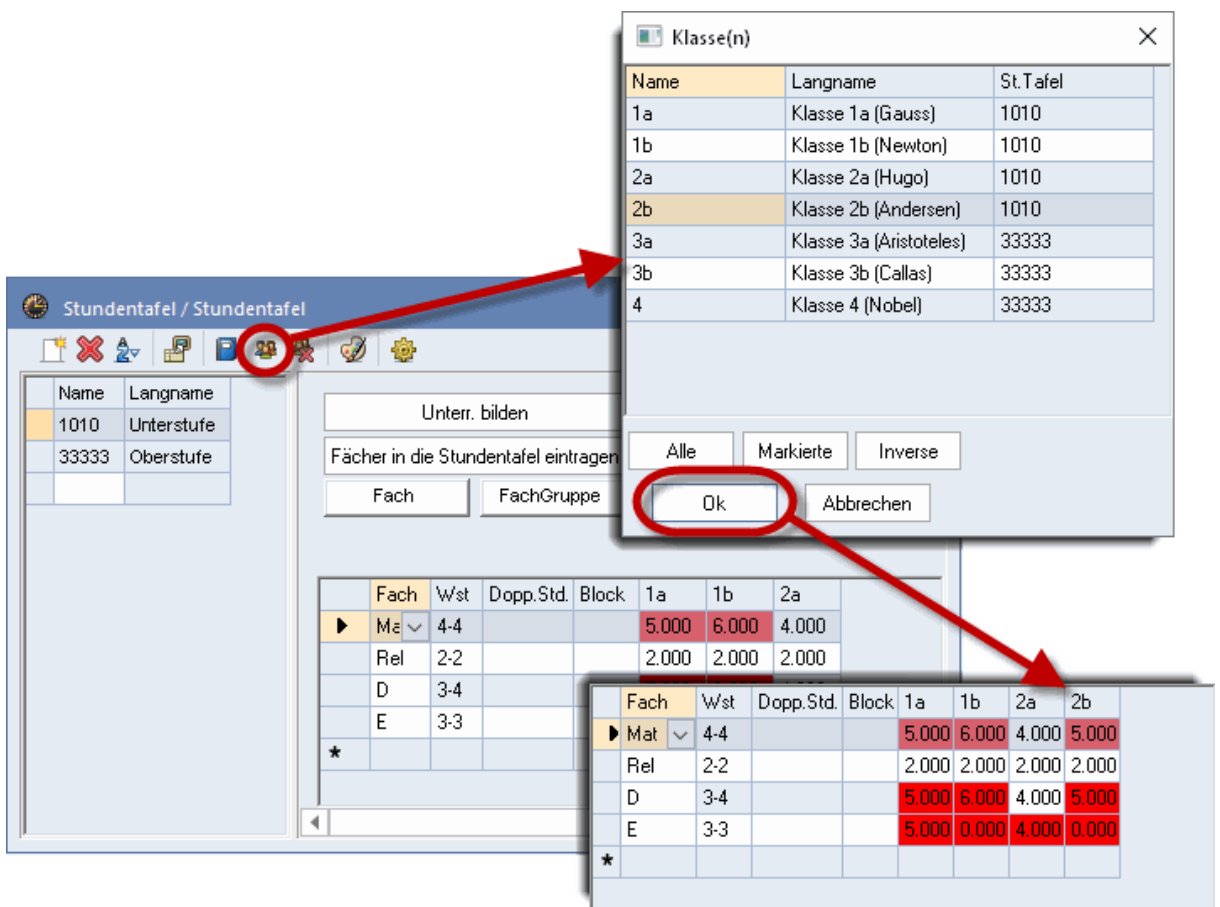 Klasse(n)
Name Langname St.Tafel
1a Klasse 1a (Gauss) 1010
1b Klasse 1b (Newton) 1010
2a Klasse 2a (Hugo) 1010
2b Klasse 2b (Andersen) 1010
3a Klasse 3a (Aristoteles) 33333
3b Klasse 3b (Callas) 33333
4 Klasse 4 (Nobel) 33333
Alle Markierte Inverse
Ok Abbrechen
Stundentafel / Stundentafel
Name Langname
1010 Unterstufe
33333 Oberstufe
Unterr. bilden
Fächer in die Stundentafel eintragen
Fach FachGruppe
Fach Wst Dopp.Std. Block 1a 1b 2a
Ma 4-4 5.000 6.000 4.000
Rel 2-2 2.000 2.000 2.000
D 3-4
E 3-3
*
Fach Wst Dopp.Std. Block 1a 1b 2a 2b
Mat 4-4 5.000 6.000 4.000 5.000
Rel 2-2 2.000 2.000 2.000 2.000
D 3-4 5.000 6.000 4.000 5.000
E 3-3 5.000 0.000 4.000 0.000
*